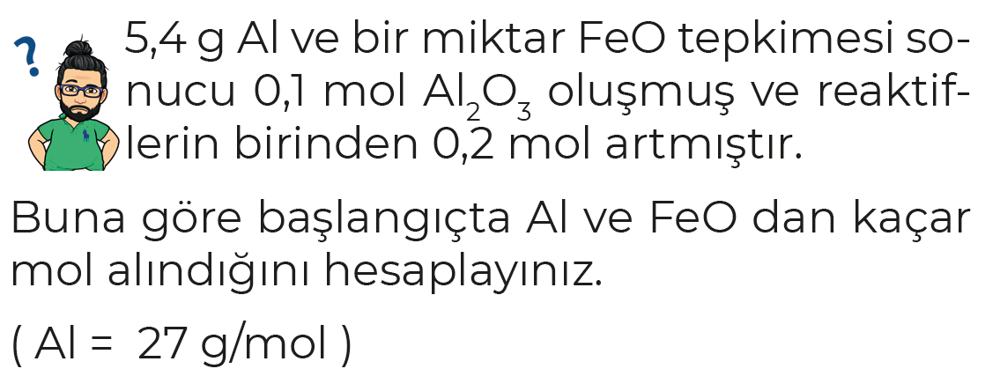 ?
5,4 g Al ve bir miktar FeO tepkimesi so-
nucu 0,1 mol Al₂O₃ oluşmuş ve reaktif-
lerin birinden 0,2 mol artmıştır.
Buna göre başlangıçta Al ve FeO dan kaçar
mol alındığını hesaplayınız.
( Al = 27 g/mol )